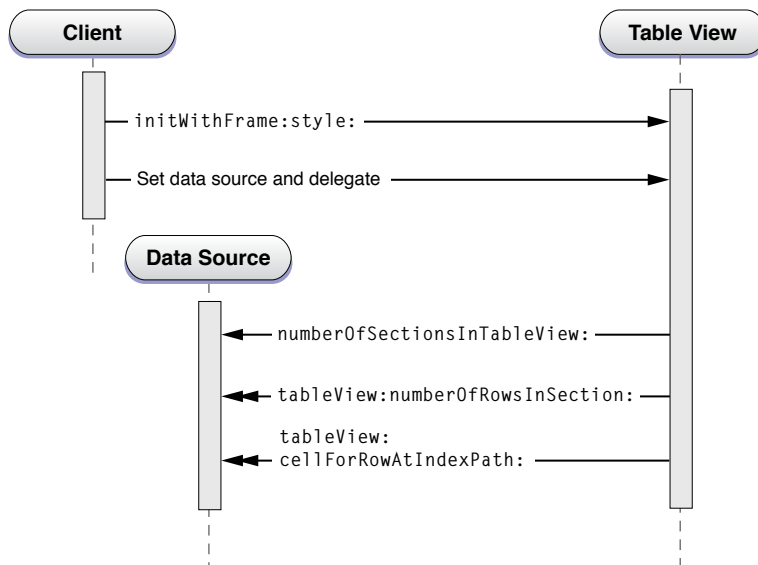 Client
Table View
initWithFrame:style:
Set data source and delegate
Data Source
numberOfSectionsInTableView:
tableView:numberOfRowsInSection:
tableView:
cellForRowAtIndexPath: